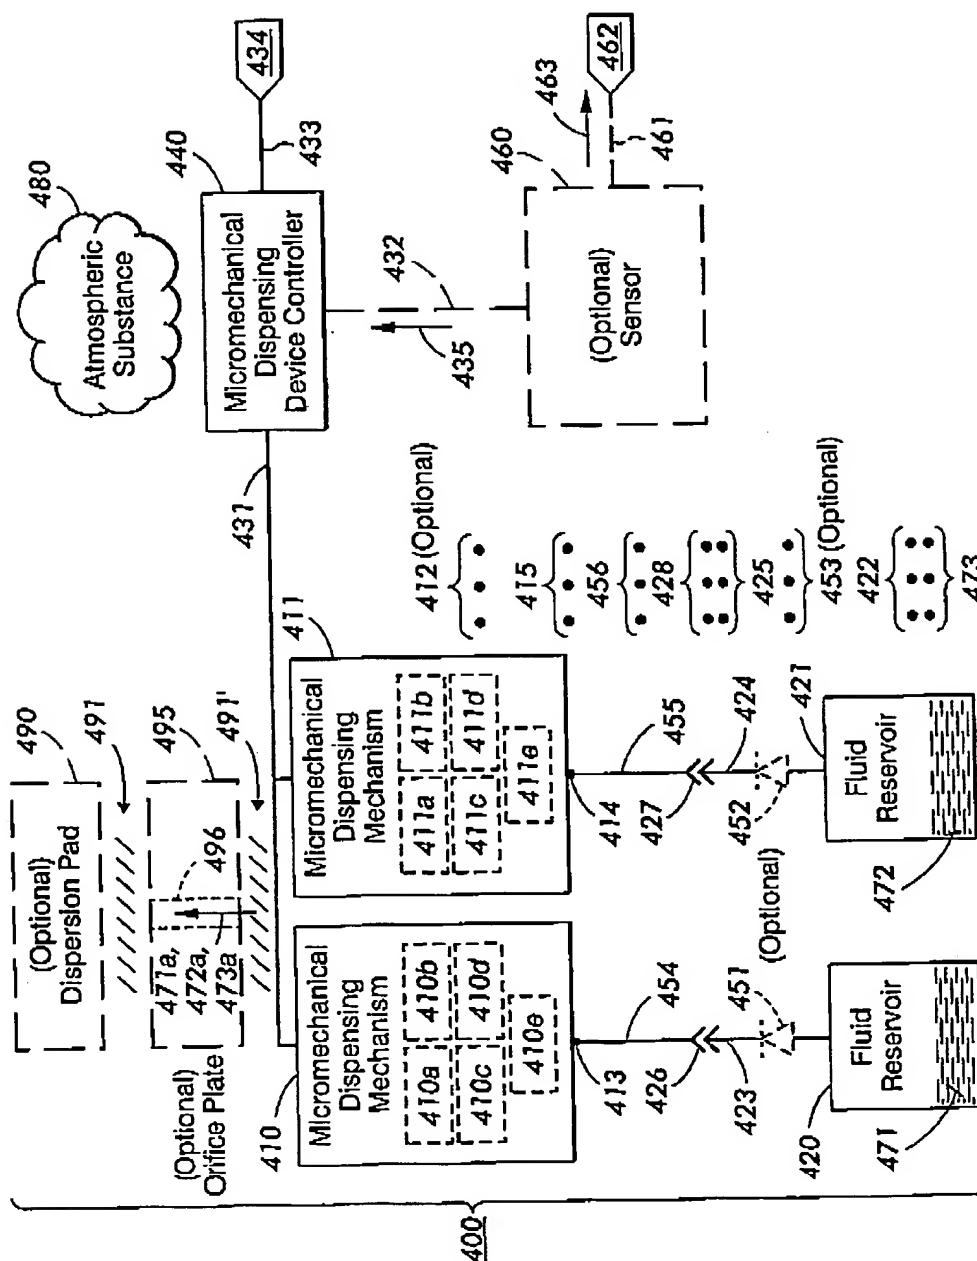 400
(Optional)
Dispersion Pad
490
491
495
491'
496
471a,
472a,
473a
(Optional)
Orifice Plate
Atmospheric
Substance
480
431
Micromechanical
Dispensing
Device Controller
440
433
434
432
435
(Optional)
Sensor
460
463
461
462
410
Micromechanical
Dispensing
Mechanism
410a
410b
410c
410d
410e
411
Micromechanical
Dispensing
Mechanism
411a
411b
411c
411d
411e
412 (Optional)
415
456
428
425
453 (Optional)
422
473
413
454
426
423
451
414
455
427
424
452
(Optional)
420
Fluid
Reservoir
471
421
Fluid
Reservoir
472